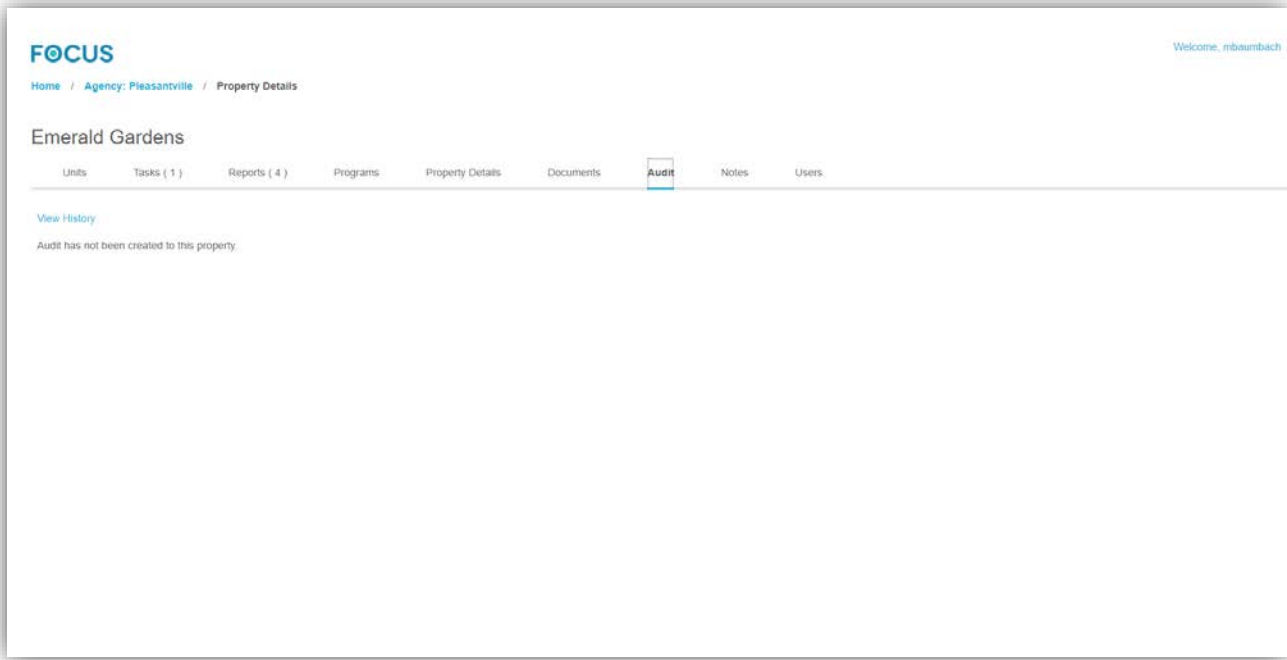 FOCUS
Welcome, mbaumbach
Home / Agency: Pleasantville / Property Details
Emerald Gardens
Units Tasks ( 1 ) Reports ( 4 ) Programs Property Details Documents Audit Notes Users
View History
Audit has not been created to this property.